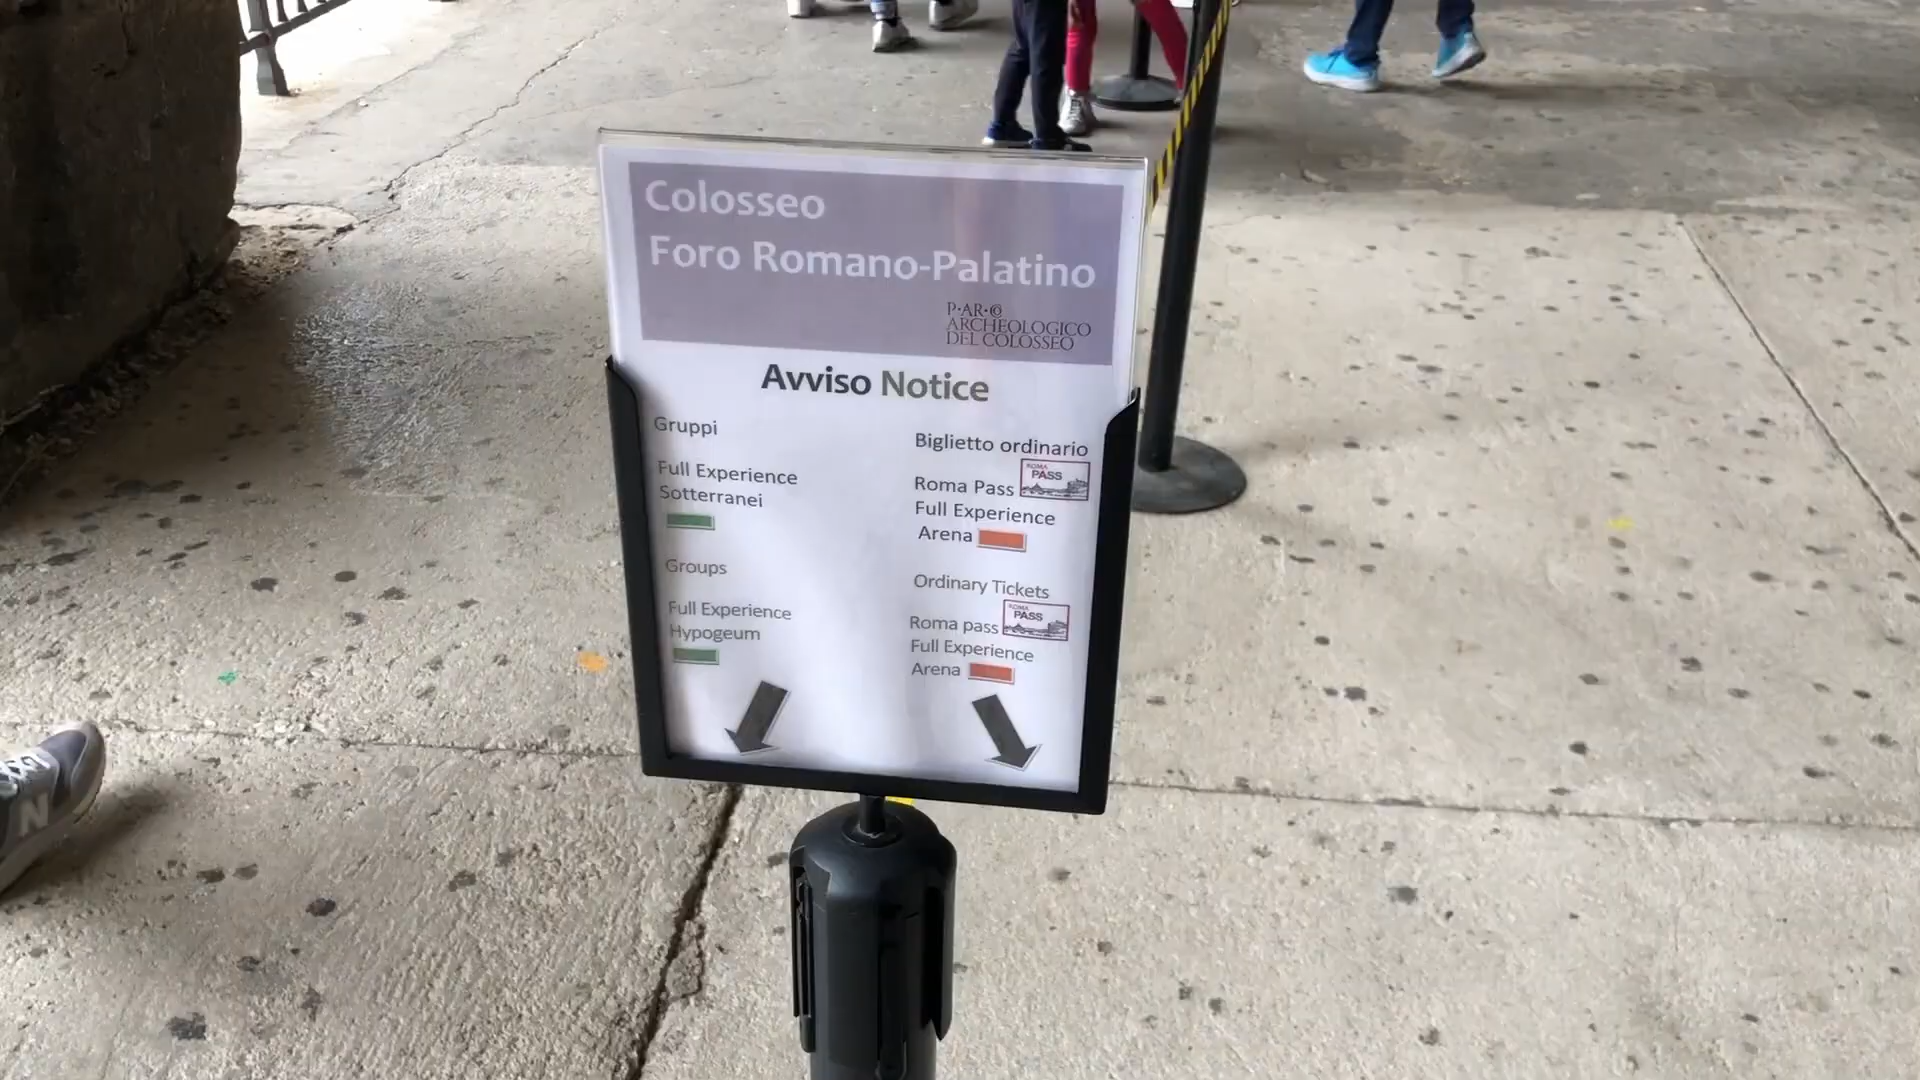 Colosseo
Foro Romano-Palatino
P·AR·CO
ARCHEOLOGICO
DEL COLOSSEO
Avviso Notice
Gruppi
Full Experience
Sotterranei
Groups
Full Experience
Hypogeum
Biglietto ordinario
Roma Pass
ROMA
PASS
Full Experience
Arena
Ordinary Tickets
Roma pass
ROMA
PASS
Full Experience
Arena
N